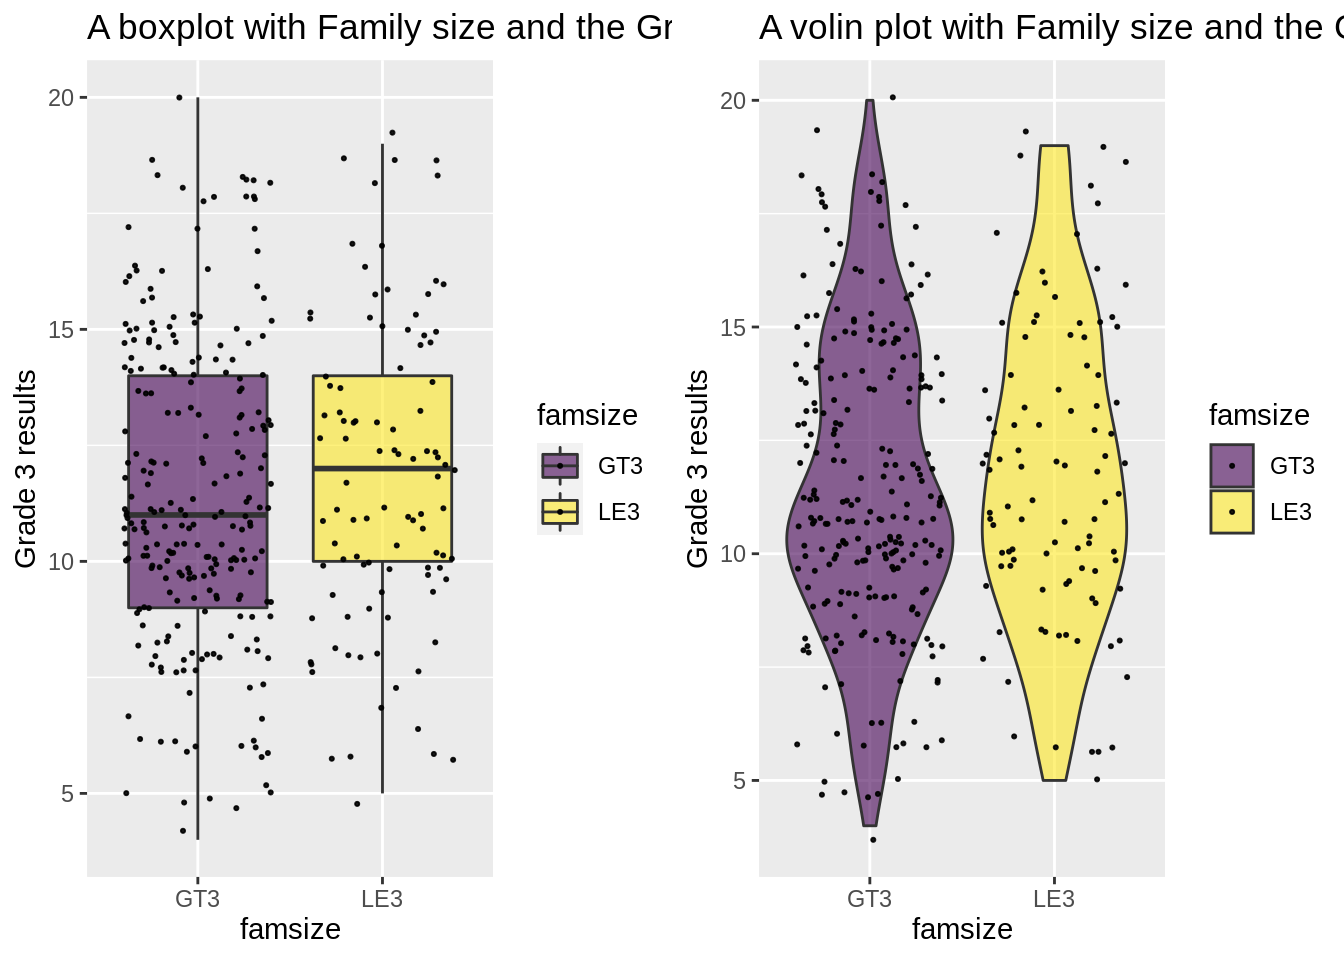 A boxplot with Family size and the Gr
20
15
10
5
Grade 3 results
GT3
LE3
famsize
famsize
GT3
LE3
A volin plot with Family size and the
20
15
10
5
Grade 3 results
GT3
LE3
famsize
famsize
GT3
LE3